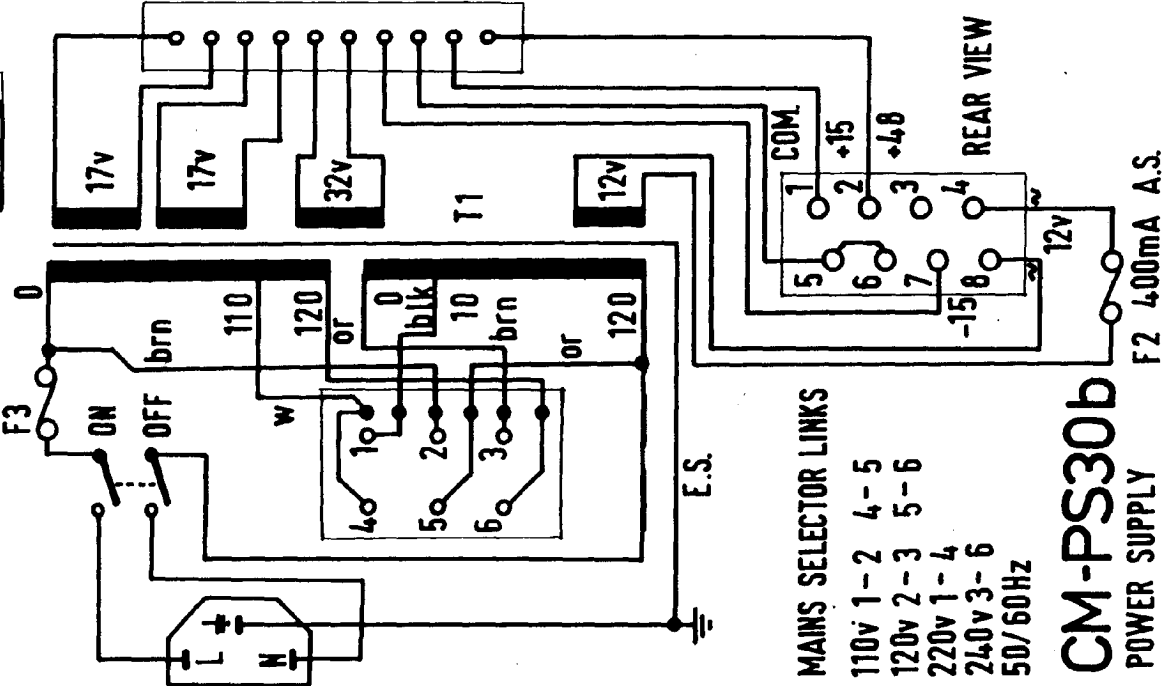 17v
17v
32v
12v
T1
0
110
120
0
10
120
brn
or
blk
brn
or
w
F3
ON
OFF
1
2
3
4
5
6
E.S.
L
N
COM.
+15
+48
REAR VIEW
1
2
3
4
5
6
7
8
-15
~
12v
~
F2 400mA A.S.
MAINS SELECTOR LINKS
110v 1-2 4-5
120v 2-3 5-6
220v 1-4
240v 3-6
50/60Hz
CM-PS30b
POWER SUPPLY